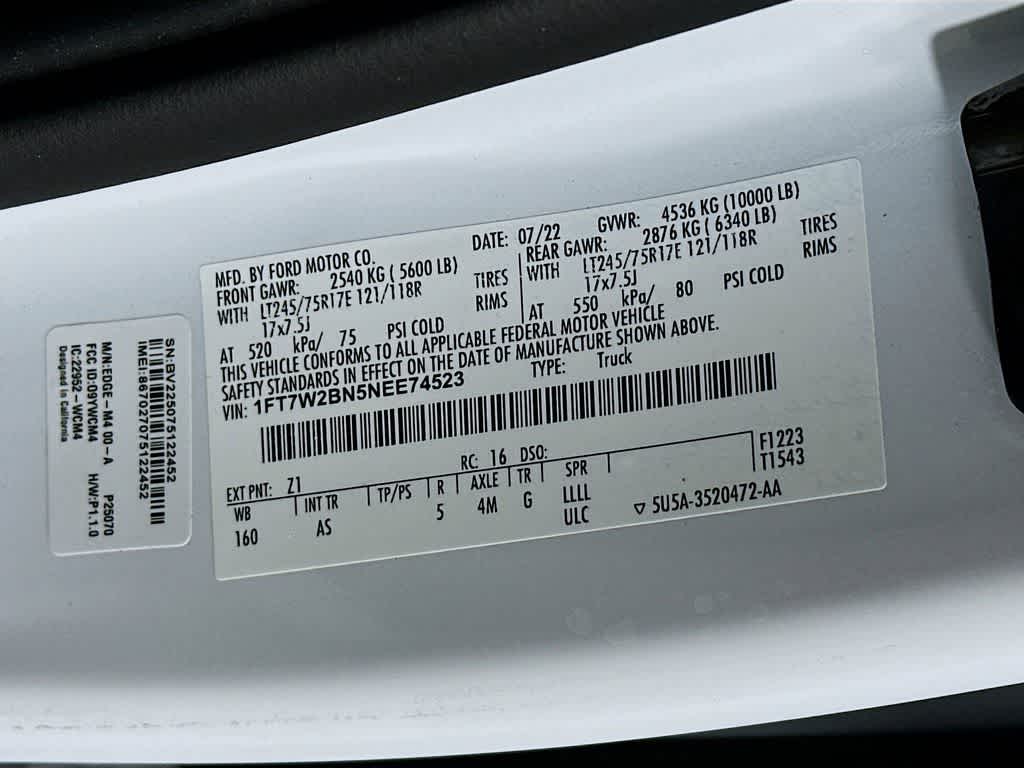 MFD. BY FORD MOTOR CO.
DATE: 07/22 GVWR: 4536 KG (10000 LB)
FRONT GAWR: 2540 KG ( 5600 LB)
WITH LT245/75R17E 121/118R TIRES
17x7.5J RIMS
AT 520 kPa/ 75 PSI COLD
REAR GAWR: 2876 KG ( 6340 LB)
WITH LT245/75R17E 121/118R TIRES
17x7.5J RIMS
AT 550 kPa/ 80 PSI COLD
THIS VEHICLE CONFORMS TO ALL APPLICABLE FEDERAL MOTOR VEHICLE
SAFETY STANDARDS IN EFFECT ON THE DATE OF MANUFACTURE SHOWN ABOVE.
VIN: 1FT7W2BN5NEE74523 TYPE: Truck
EXT PNT: Z1 RC: 16 DSO: F1223
WB INT TR TP/PS R AXLE TR SPR T1543
160 AS 5 4M G LLLL
ULC ▽ 5U5A-3520472-AA
SN:BV225075122452
IMEI:867027075122452
M/N:EDGE-M4 00-A P25070
FCC ID:O9YWCM4 H/W:P1.1.0
IC:22952-WCM4
Designed in California